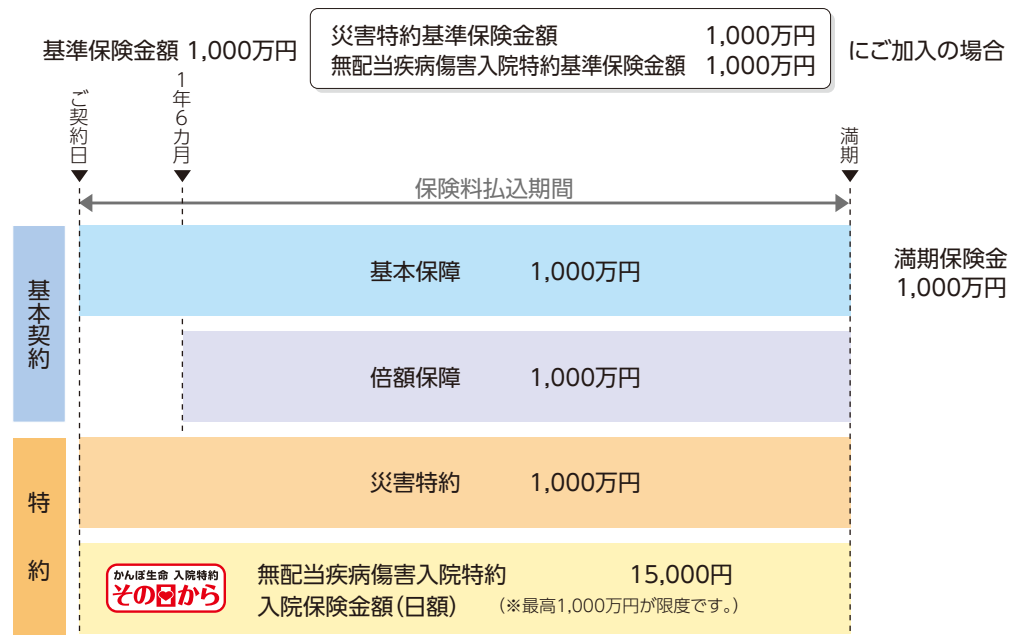 基準保険金額 1,000万円
災害特約基準保険金額 1,000万円
無配当疾病傷害入院特約基準保険金額 1,000万円
にご加入の場合
ご契約日
1年6カ月
満期
保険料払込期間
基本契約
基本保障 1,000万円
満期保険金
1,000万円
倍額保障 1,000万円
特約
災害特約 1,000万円
かんぽ生命 入院特約
その日から
無配当疾病傷害入院特約 15,000円
入院保険金額(日額) (※最高1,000万円が限度です。)